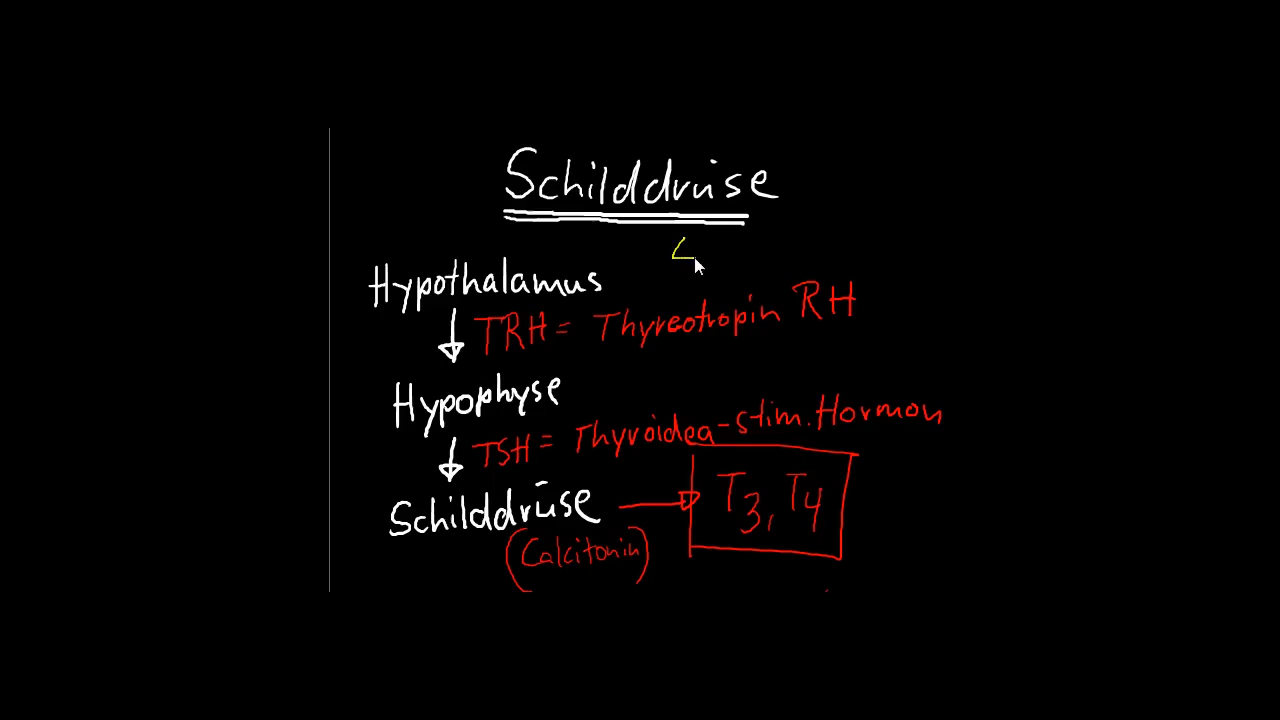 Schilddrüse
Hypothalamus
TRH = Thyreotropin RH
Hypophyse
TSH = Thyroidea-stim. Hormon
Schilddrüse
T3, T4
(Calcitonin)